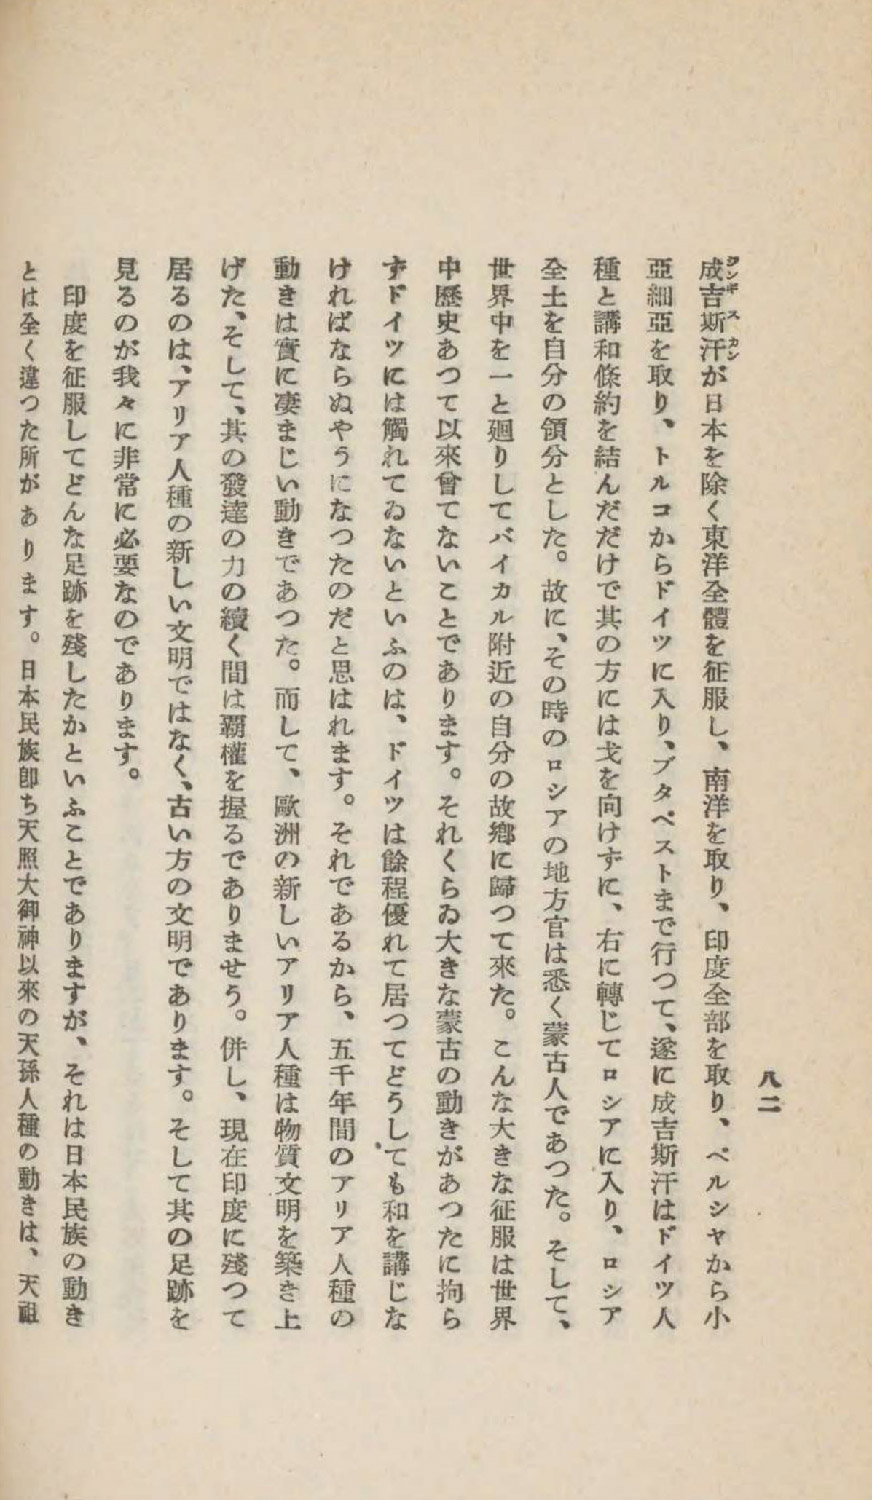 八二
成吉斯汗が日本を除く東洋全體を征服し、南洋を取り、印度全部を取り、ペルシヤから小
亞細亞を取り、トルコからドイツに入り、ブタペストまで行つて、遂に成吉斯汗はドイツ人
種と講和條約を結んだだけで其の方には戈を向けずに、右に轉じてロシアに入り、ロシア
全土を自分の領分とした。故に、その時のロシアの地方官は悉く蒙古人であつた。そして、
世界中を一と廻りしてバイカル附近の自分の故鄕に歸つて來た。こんな大きな征服は世界
中歷史あつて以來曾てないことであります。それくらゐ大きな蒙古の動きがあつたに拘ら
ずドイツには觸れてゐないといふのは、ドイツは餘程優れて居つてどうしても和を講じな
ければならぬやうになつたのだと思はれます。それであるから、五千年間のアリア人種の
動きは實に凄まじい動きであつた。而して、歐洲の新しいアリア人種は物質文明を築き上
げた、そして、其の發達の力の續く間は覇權を握るでありませう。併し、現在印度に殘つて
居るのは、アリア人種の新しい文明ではなく、古い方の文明であります。そして其の足跡を
見るのが我々に非常に必要なのであります。
印度を征服してどんな足跡を殘したかといふことでありますが、それは日本民族の動き
とは全く違つた所があります。日本民族卽ち天照大御神以來の天孫人種の動きは、天祖